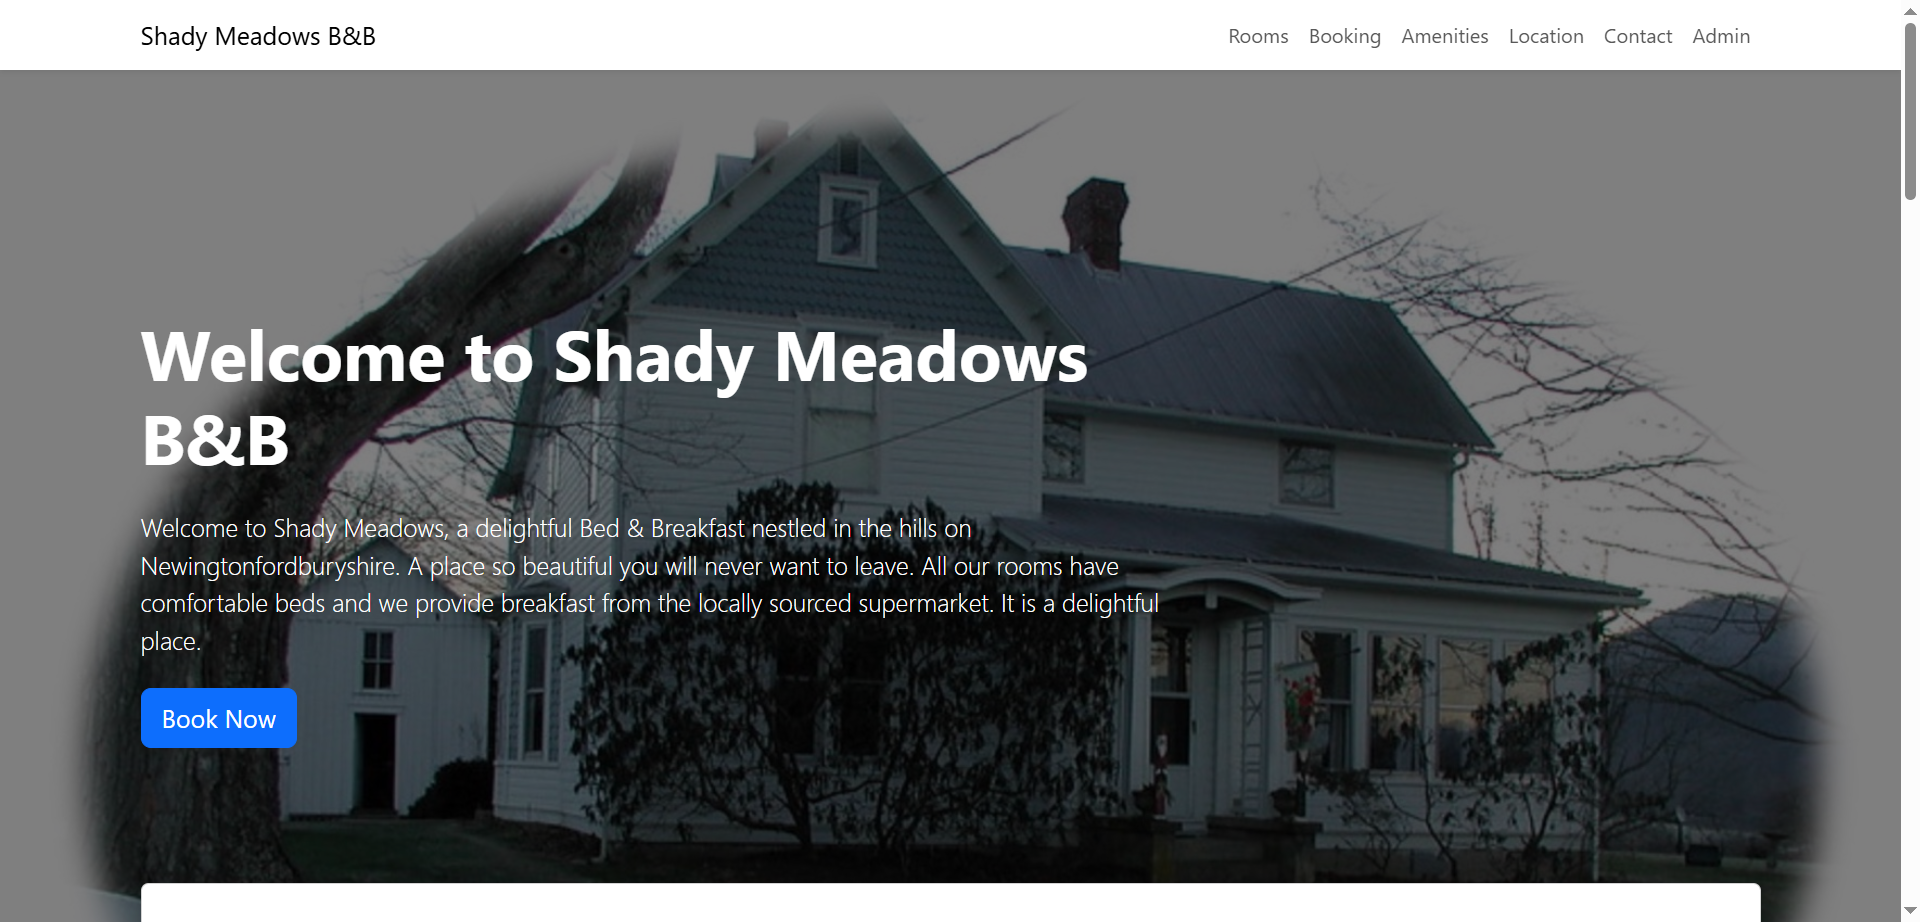 Shady Meadows B&B
Rooms Booking Amenities Location Contact Admin
Welcome to Shady Meadows
B&B
Welcome to Shady Meadows, a delightful Bed & Breakfast nestled in the hills on
Newingtonfordburyshire. A place so beautiful you will never want to leave. All our rooms have
comfortable beds and we provide breakfast from the locally sourced supermarket. It is a delightful
place.
Book Now